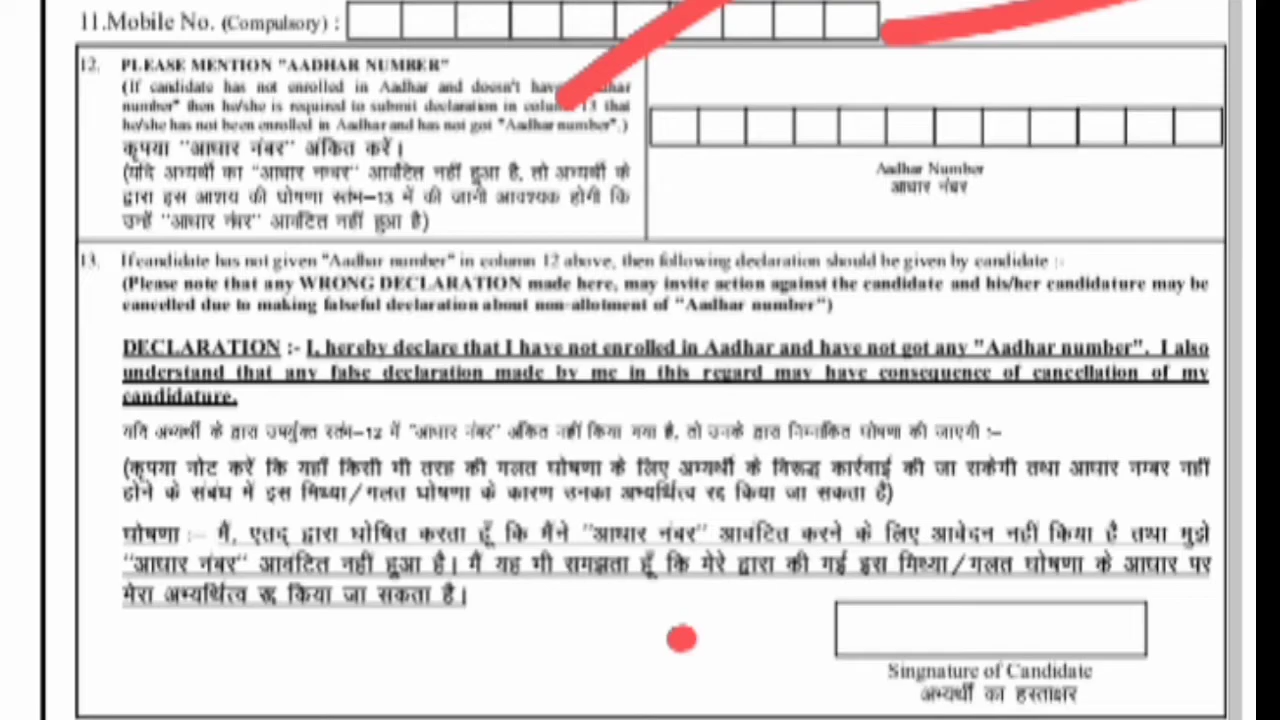 11.Mobile No. (Compulsory) :
12. PLEASE MENTION "AADHAR NUMBER"
(If candidate has not enrolled in Aadhar and doesn't have
number" then he/she is required to submit declaration in 13 that
he/she has not been enrolled in Aadhar and has not got "Aadhar number".)
कृपया "आधार नंबर" अंकित करें।
(यदि अभ्यर्थी का "आधार नम्बर" आवंटित नहीं हुआ है, तो अभ्यर्थी के
द्वारा इस आशय की घोषणा स्तंभ-13 में की जानी आवश्यक होगी कि
उन्हें "आधार नंबर" आवंटित नहीं हुआ है)
Aadhar Number
आधार नंबर
13. If candidate has not given "Aadhar number" in column 12 above, then following declaration should be given by candidate :-
(Please note that any WRONG DECLARATION made here, may invite action against the candidate and his/her candidature may be
cancelled due to making falseful declaration about non-allotment of "Aadhar number")
DECLARATION :- I, hereby declare that I have not enrolled in Aadhar and have not got any "Aadhar number". I also
understand that any false declaration made by me in this regard may have consequence of cancellation of my
candidature.
यदि अभ्यर्थी के द्वारा उपर्युक्त स्तंभ-12 में "आधार नंबर" अंकित नहीं किया गया है, तो उनके द्वारा निम्नांकित घोषणा की जाएगी :-
(कृपया नोट करें कि यहाँ किसी भी तरह की गलत घोषणा के लिए अभ्यर्थी के विरूद्ध कार्रवाई की जा सकेगी तथा आधार नम्बर नहीं
होने के संबंध में इस मिथ्या/गलत घोषणा के कारण उनका अभ्यर्थित्व रद्द किया जा सकता है)
घोषणा :- मैं, एतद् द्वारा घोषित करता हूँ कि मैंने "आधार नंबर" आवंटित करने के लिए आवेदन नहीं किया है तथा मुझे
"आधार नंबर" आवंटित नहीं हुआ है। मैं यह भी समझता हूँ कि मेरे द्वारा की गई इस मिथ्या/गलत घोषणा के आधार पर
मेरा अभ्यर्थित्व रद्द किया जा सकता है।
Singnature of Candidate
अभ्यर्थी का हस्ताक्षर